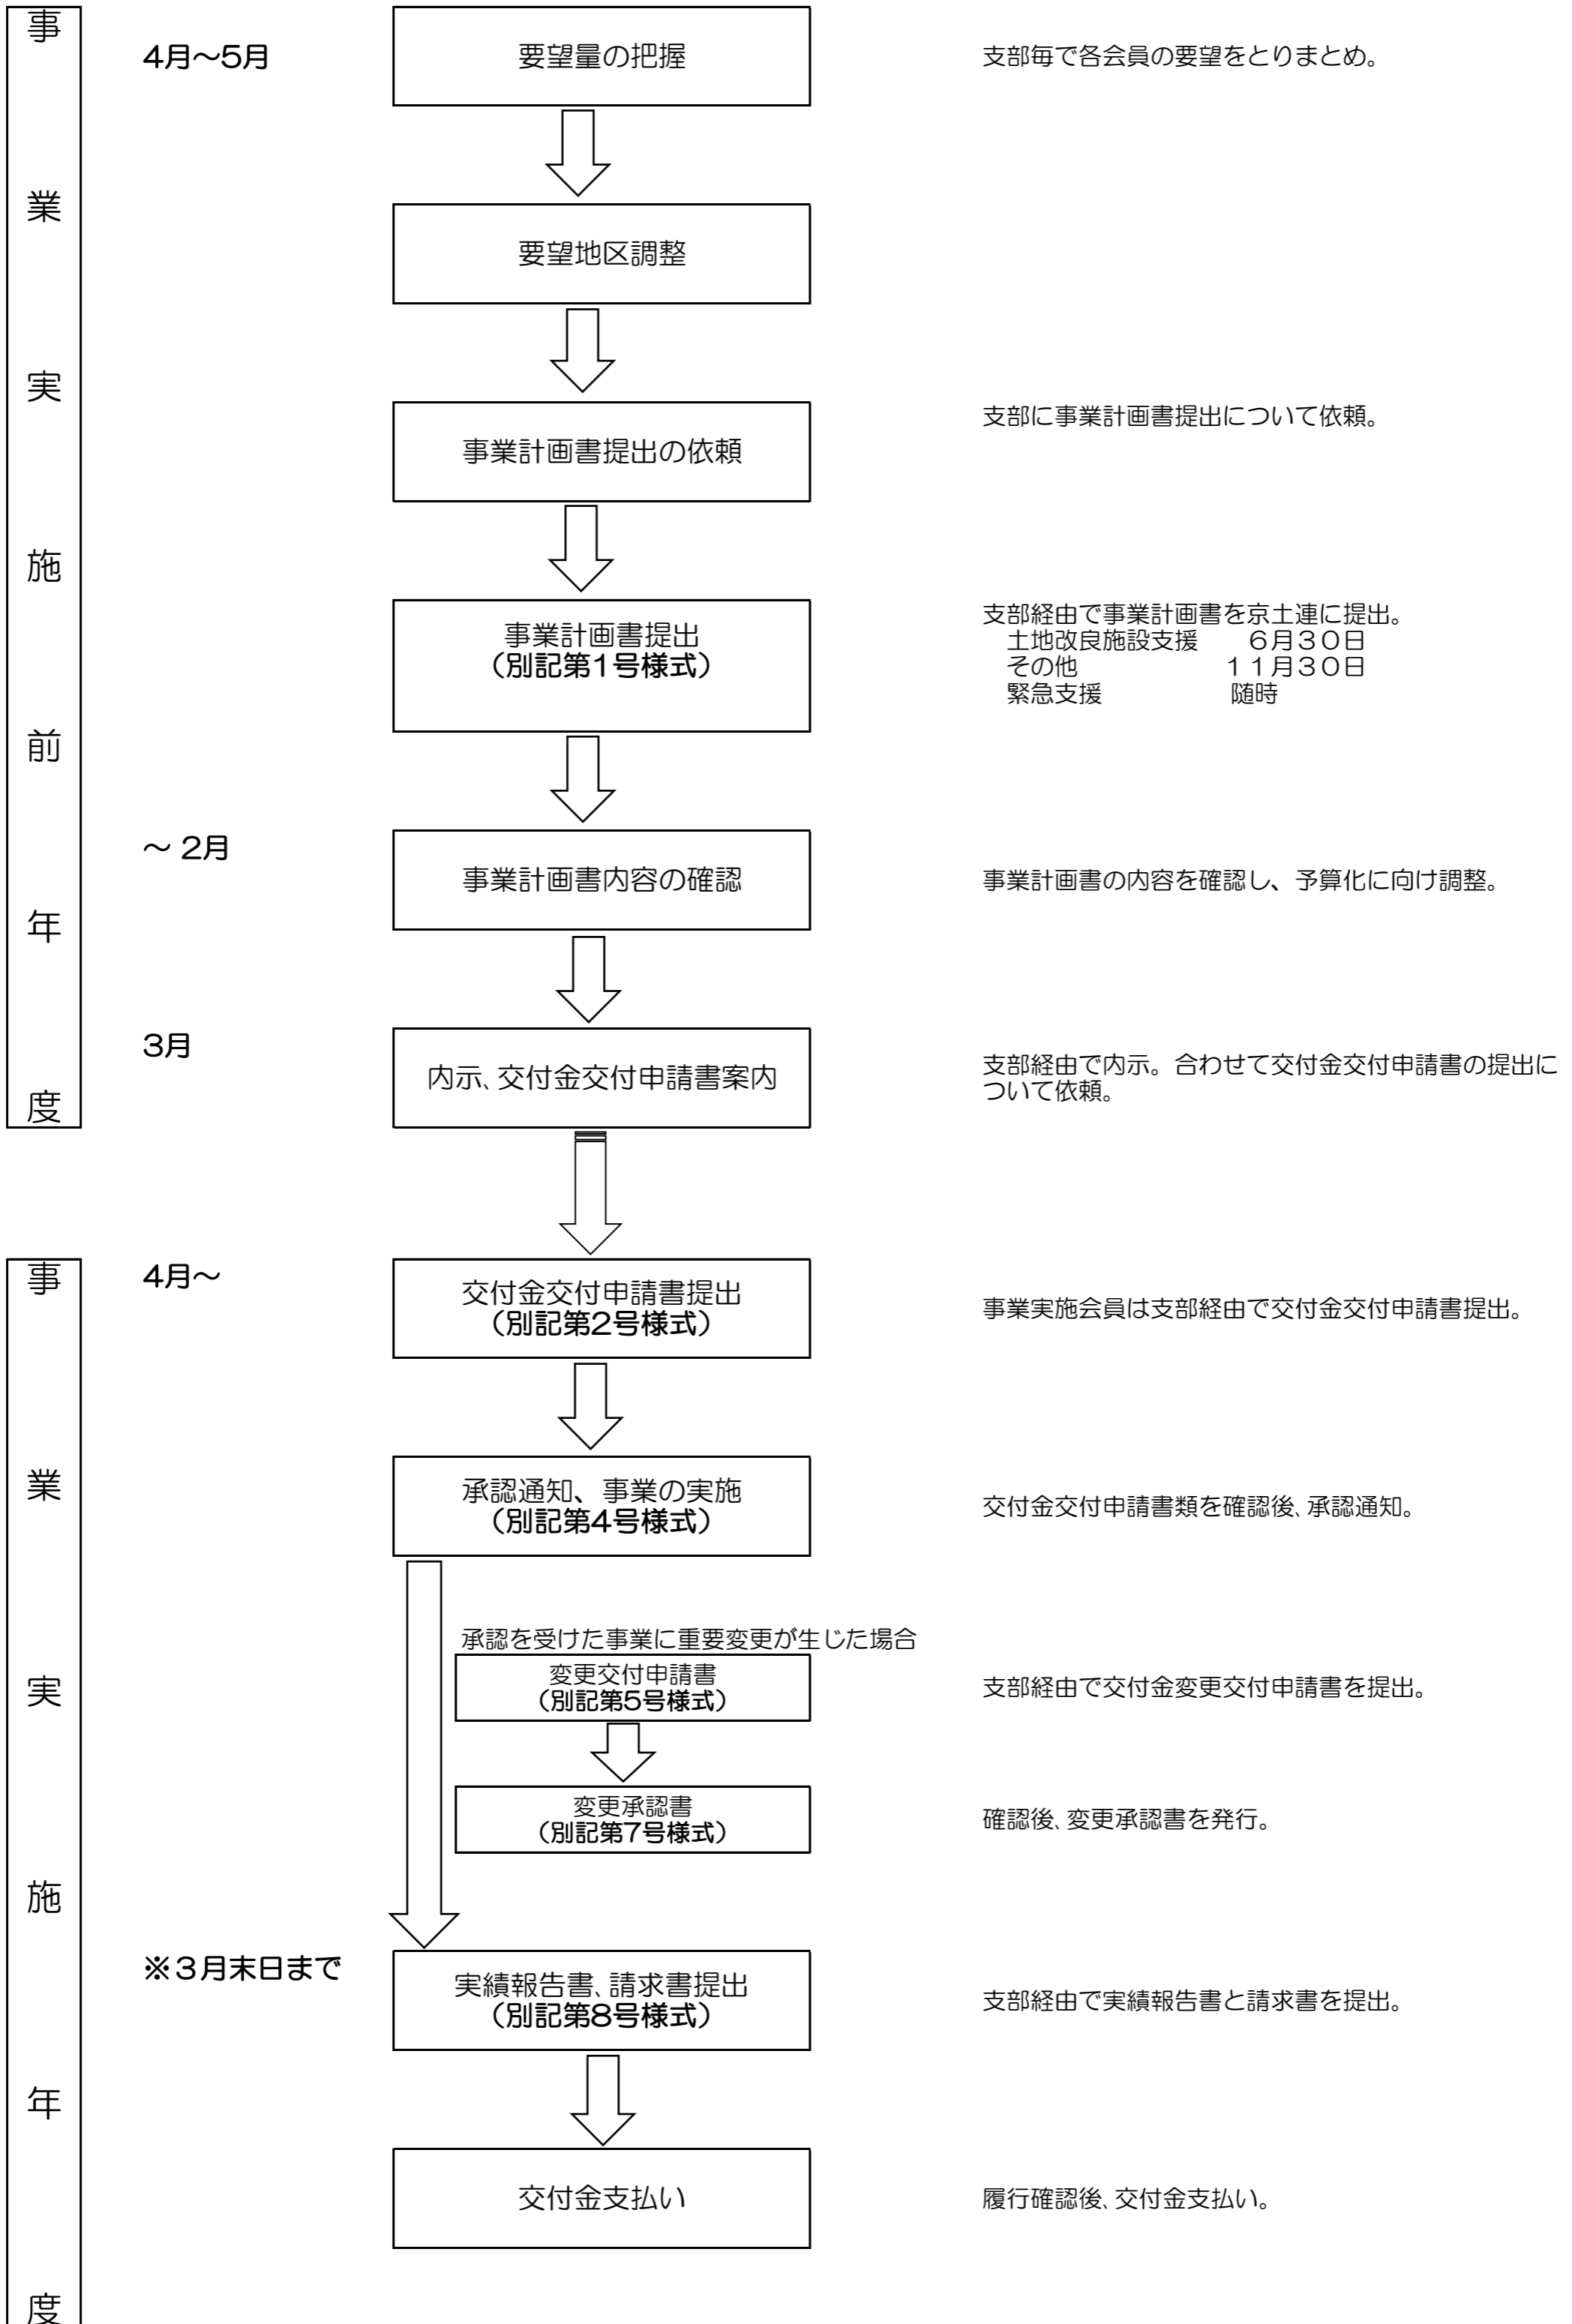 事業実施前年度
4月～5月
要望量の把握
支部毎で各会員の要望をとりまとめ。
要望地区調整
事業計画書提出の依頼
支部に事業計画書提出について依頼。
事業計画書提出
（別記第1号様式）
支部経由で事業計画書を京土連に提出。
土地改良施設支援　　６月３０日
その他　　　　　　１１月３０日
緊急支援　　　　　　随時
～ 2月
事業計画書内容の確認
事業計画書の内容を確認し、予算化に向け調整。
3月
内示、交付金交付申請書案内
支部経由で内示。合わせて交付金交付申請書の提出に
ついて依頼。
事業実施年度
4月～
交付金交付申請書提出
（別記第2号様式）
事業実施会員は支部経由で交付金交付申請書提出。
承認通知、事業の実施
（別記第4号様式）
交付金交付申請書類を確認後、承認通知。
承認を受けた事業に重要変更が生じた場合
変更交付申請書
（別記第5号様式）
支部経由で交付金変更交付申請書を提出。
変更承認書
（別記第7号様式）
確認後、変更承認書を発行。
※３月末日まで
実績報告書、請求書提出
（別記第8号様式）
支部経由で実績報告書と請求書を提出。
交付金支払い
履行確認後、交付金支払い。